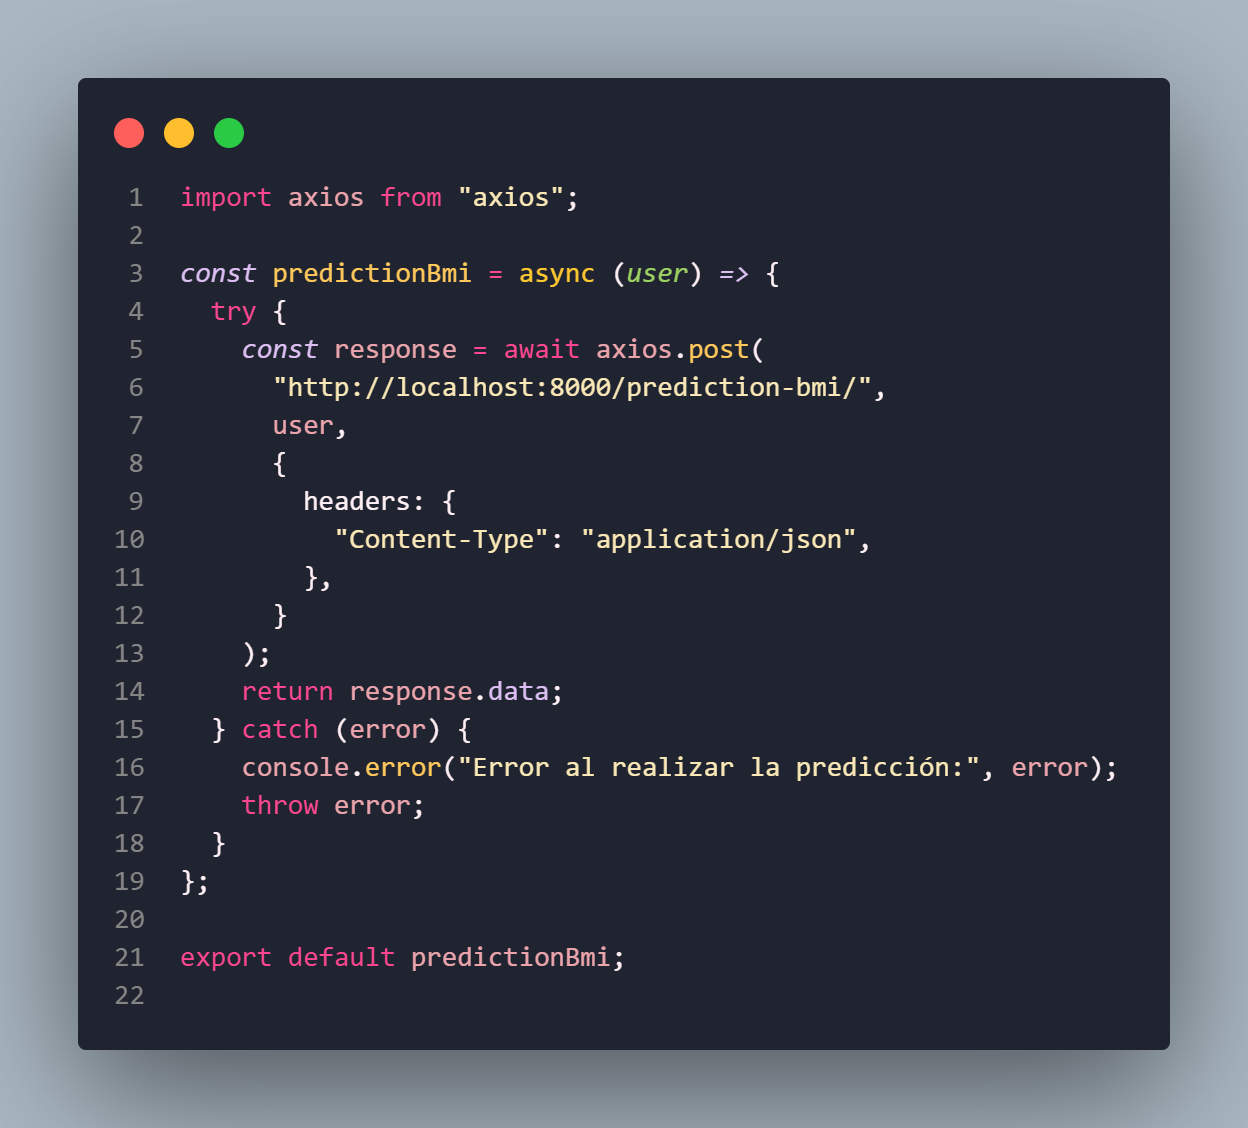 1 import axios from "axios";
2
3 const predictionBmi = async (user) => {
4   try {
5     const response = await axios.post(
6       "http://localhost:8000/prediction-bmi/",
7       user,
8       {
9         headers: {
10           "Content-Type": "application/json",
11         },
12       }
13     );
14     return response.data;
15   } catch (error) {
16     console.error("Error al realizar la predicción:", error);
17     throw error;
18   }
19 };
20
21 export default predictionBmi;
22